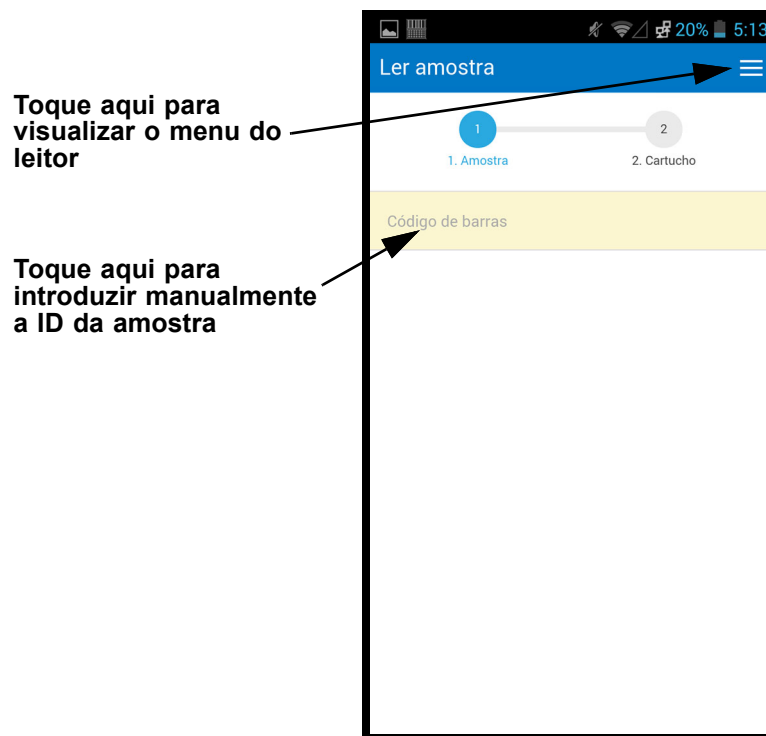 20% 5:13
Ler amostra
Toque aqui para
visualizar o menu do
leitor
1
2
1. Amostra
2. Cartucho
Código de barras
Toque aqui para
introduzir manualmente
a ID da amostra